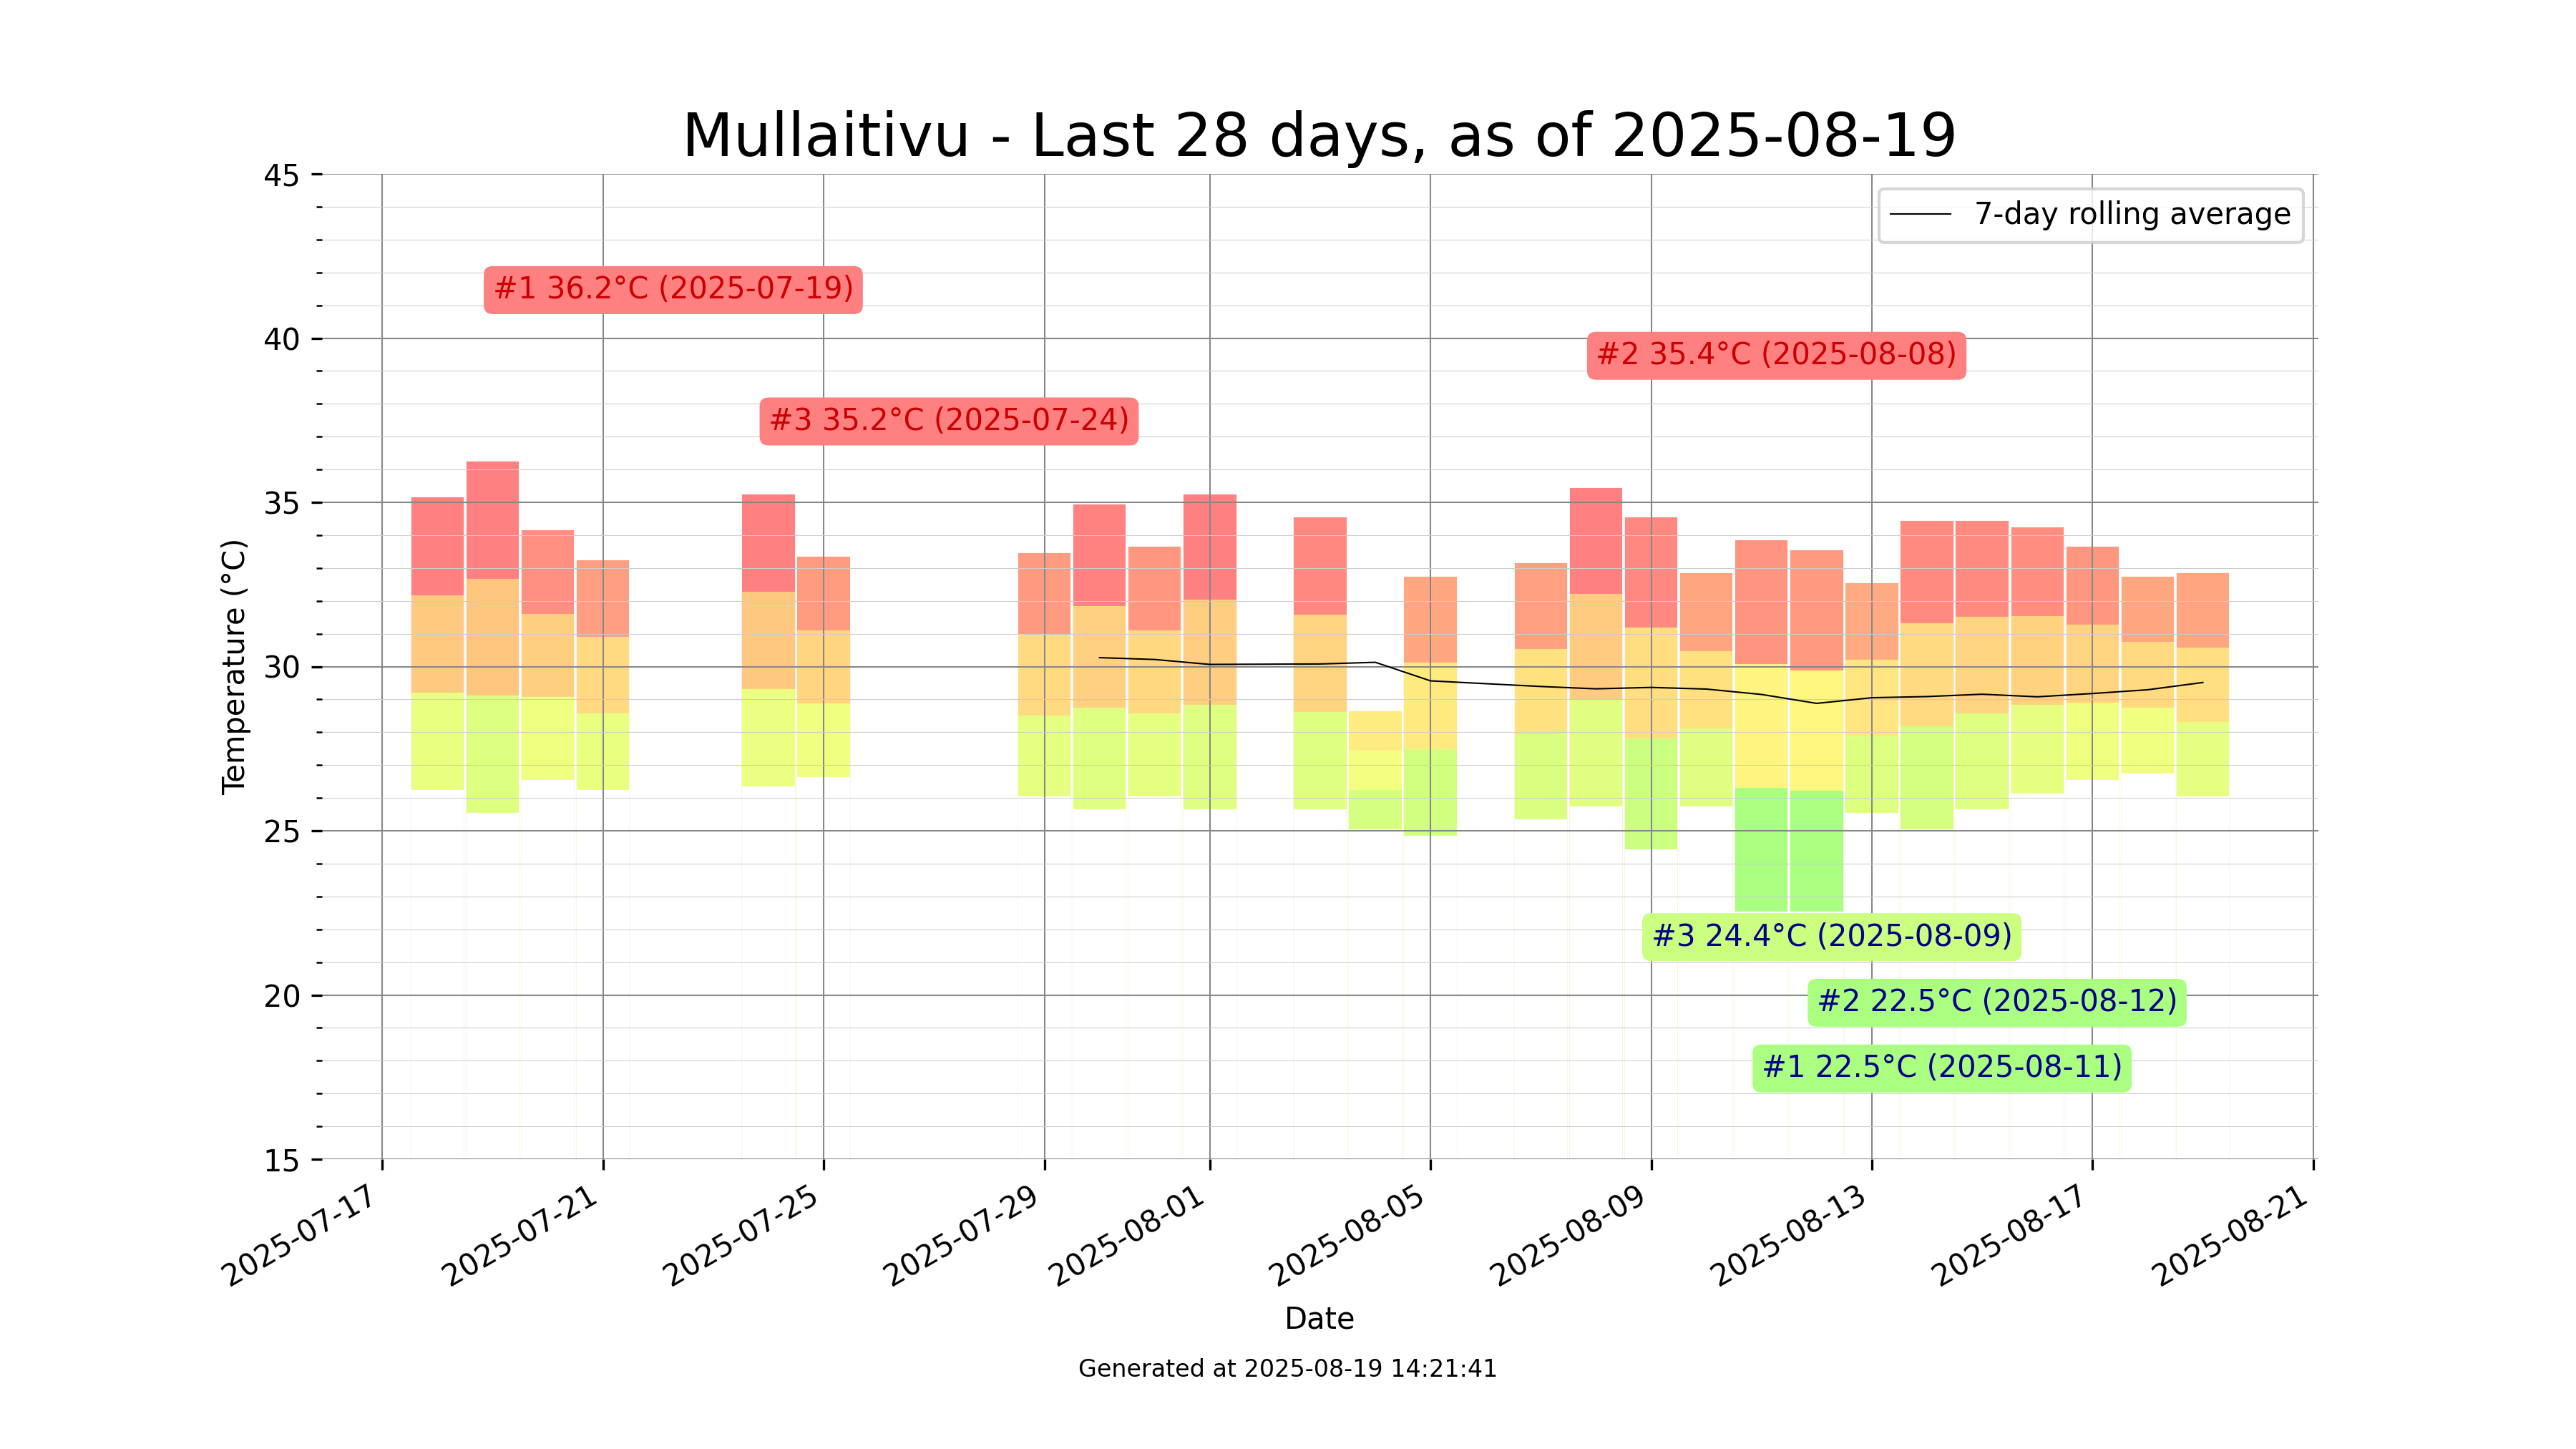 Mullaitivu - Last 28 days, as of 2025-08-19
7-day rolling average
#1 36.2°C (2025-07-19)
#2 35.4°C (2025-08-08)
#3 35.2°C (2025-07-24)
#3 24.4°C (2025-08-09)
#2 22.5°C (2025-08-12)
#1 22.5°C (2025-08-11)
Temperature (°C)
45
40
35
30
25
20
15
2025-07-17
2025-07-21
2025-07-25
2025-07-29
2025-08-01
2025-08-05
2025-08-09
2025-08-13
2025-08-17
2025-08-21
Date
Generated at 2025-08-19 14:21:41